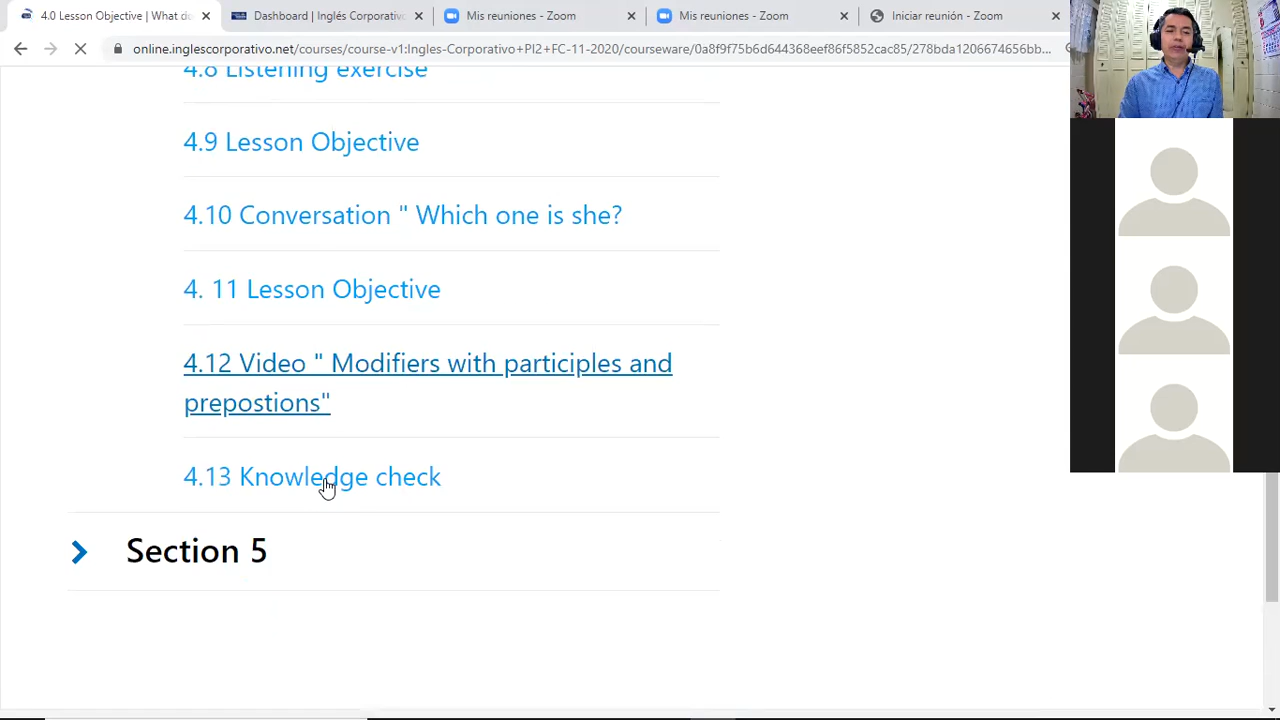 4.0 Lesson Objective | What do
Dashboard | Inglés Corporativo
Mis reuniones - Zoom
Mis reuniones - Zoom
Iniciar reunión - Zoom
online.inglescorporativo.net/courses/course-v1:Ingles-Corporativo+PI2+FC-11-2020/courseware/0a8f9f75b6d644368eef86f5852cac85/278bda1206674656bb...
4.8 Listening exercise
4.9 Lesson Objective
4.10 Conversation " Which one is she?
4. 11 Lesson Objective
4.12 Video " Modifiers with participles and
prepostions"
4.13 Knowledge check
Section 5